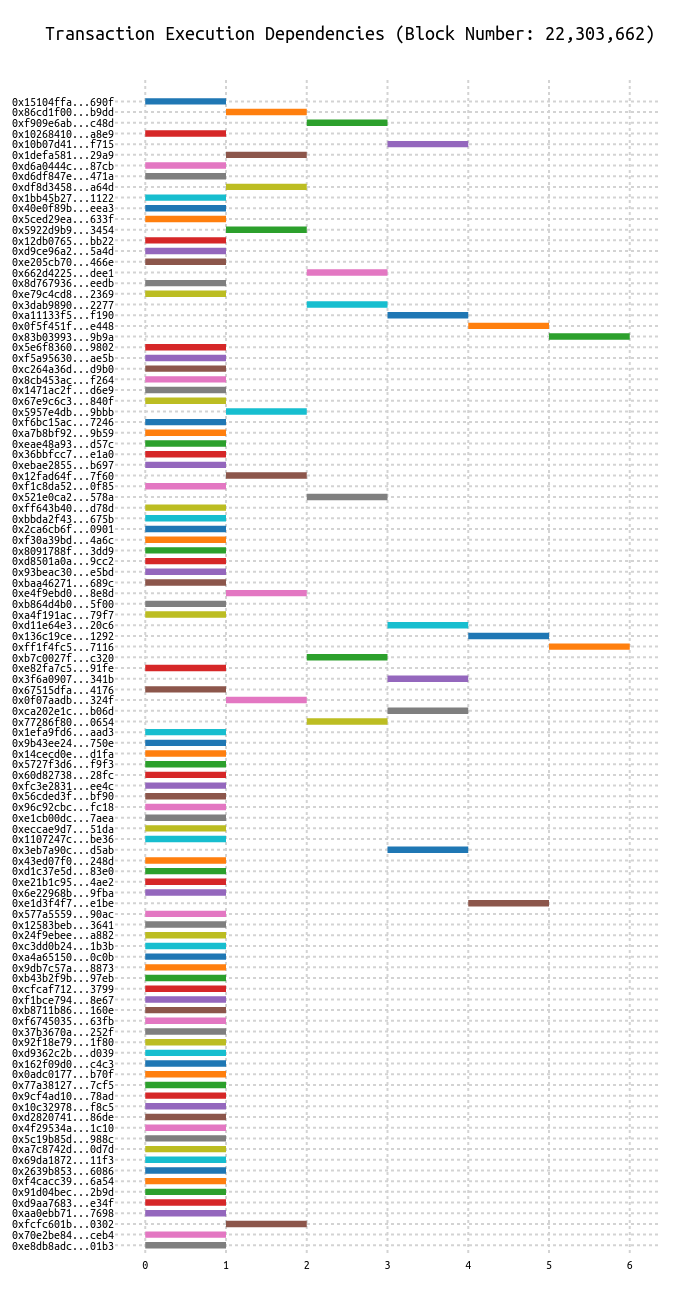 Transaction Execution Dependencies (Block Number: 22,303,662)
0x15104ffa...690f
0x86cd1f00...b9dd
0xf909e6ab...c48d
0x10268410...a8e9
0x10b07d41...f715
0x1defa581...29a9
0xd6a0444c...87cb
0xd6df847e...471a
0xdf8d3458...a64d
0x1bb45b27...1122
0x40e0f89b...eea3
0x5ced29ea...633f
0x5922d9b9...3454
0x12db0765...bb22
0xd9ce96a2...5a4d
0xe205cb70...466e
0x662d4225...dee1
0x8d767936...eedb
0xe79c4cd8...2369
0x3dab9890...2277
0xa11133f5...f190
0x0f5f451f...e448
0x83b03993...9b9a
0x5e6f8360...9802
0xf5a95630...ae5b
0xc264a36d...d9b0
0x8cb453ac...f264
0x1471ac2f...d6e9
0x67e9c6c3...840f
0x5957e4db...9bbb
0xf6bc15ac...7246
0xa7b8bf92...9b59
0xeae48a93...d57c
0x36bbfcc7...e1a0
0xebae2855...b697
0x12fad64f...7f60
0xf1c8da52...0f85
0x521e0ca2...578a
0xff643b40...d78d
0xbbda2f43...675b
0x2ca6cb6f...0901
0xf30a39bd...4a6c
0x8091788f...3dd9
0xd8501a0a...9cc2
0x93beac30...e5bd
0xbaa46271...689c
0xe4f9ebd0...8e8d
0xb864d4b0...5f00
0xa4f191ac...79f7
0xd11e64e3...20c6
0x136c19ce...1292
0xff1f4fc5...7116
0xb7c0027f...c320
0xe82fa7c5...91fe
0x3f6a0907...341b
0x67515dfa...4176
0x0f07aadb...324f
0xca202e1c...b06d
0x77286f80...0654
0x1efa9fd6...aad3
0x9b43ee24...750e
0x14cecd0e...d1fa
0x5727f3d6...f9f3
0x60d82738...28fc
0xfc3e2831...ee4c
0x56cded3f...bf90
0x96c92cbc...fc18
0xe1cb00dc...7aea
0xeccae9d7...51da
0x1107247c...be36
0x3eb7a90c...d5ab
0x43ed07f0...248d
0xd1c37e5d...83e0
0xe21b1c95...4ae2
0x6e22968b...9fba
0xe1d3f4f7...e1be
0x577a5559...90ac
0x12583beb...3641
0x24f9ebee...a882
0xc3dd0b24...1b3b
0xa4a65150...0c0b
0x9db7c57a...8873
0xb43b2f9b...97eb
0xcfcaf712...3799
0xf1bce794...8e67
0xb8711b86...160e
0xf6745035...63fb
0x37b3670a...252f
0x92f18e79...1f80
0xd9362c2b...d039
0x162f09d0...c4c3
0x0adc0177...b70f
0x77a38127...7cf5
0x9cf4ad10...78ad
0x10c32978...f8c5
0xd2820741...86de
0x4f29534a...1c10
0x5c19b85d...988c
0xa7c8742d...0d7d
0x69da1872...11f3
0x2639b853...6086
0xf4cacc39...6a54
0x91d04bec...2b9d
0xd9aa7683...e34f
0xaa0ebb71...7698
0xfcfc601b...0302
0x70e2be84...ceb4
0xe8db8adc...01b3
0 1 2 3 4 5 6